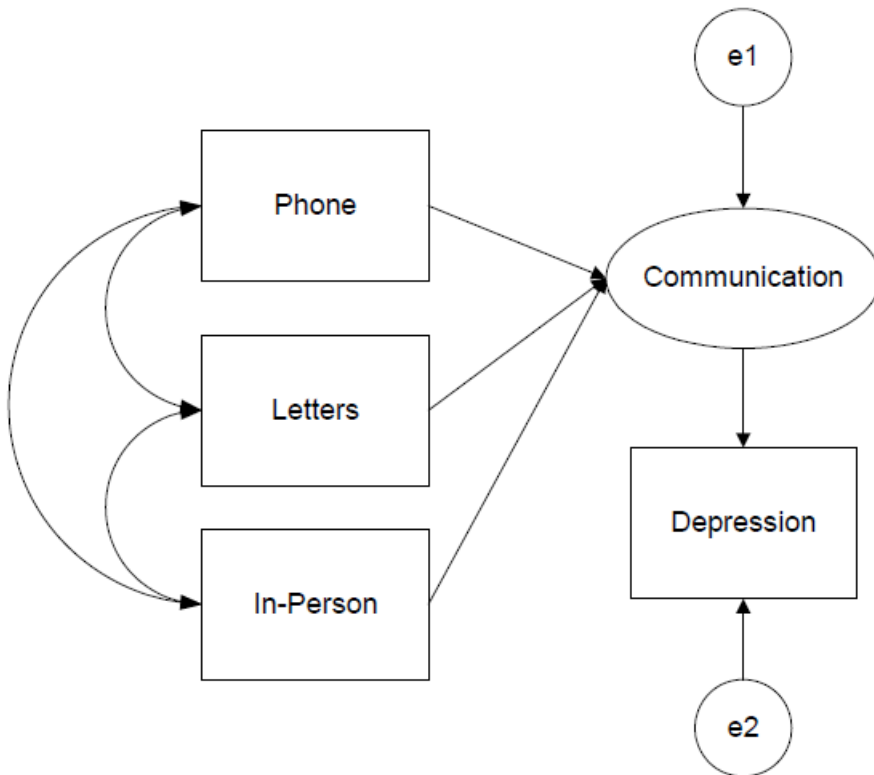 e1
Phone
Communication
Letters
Depression
In-Person
e2